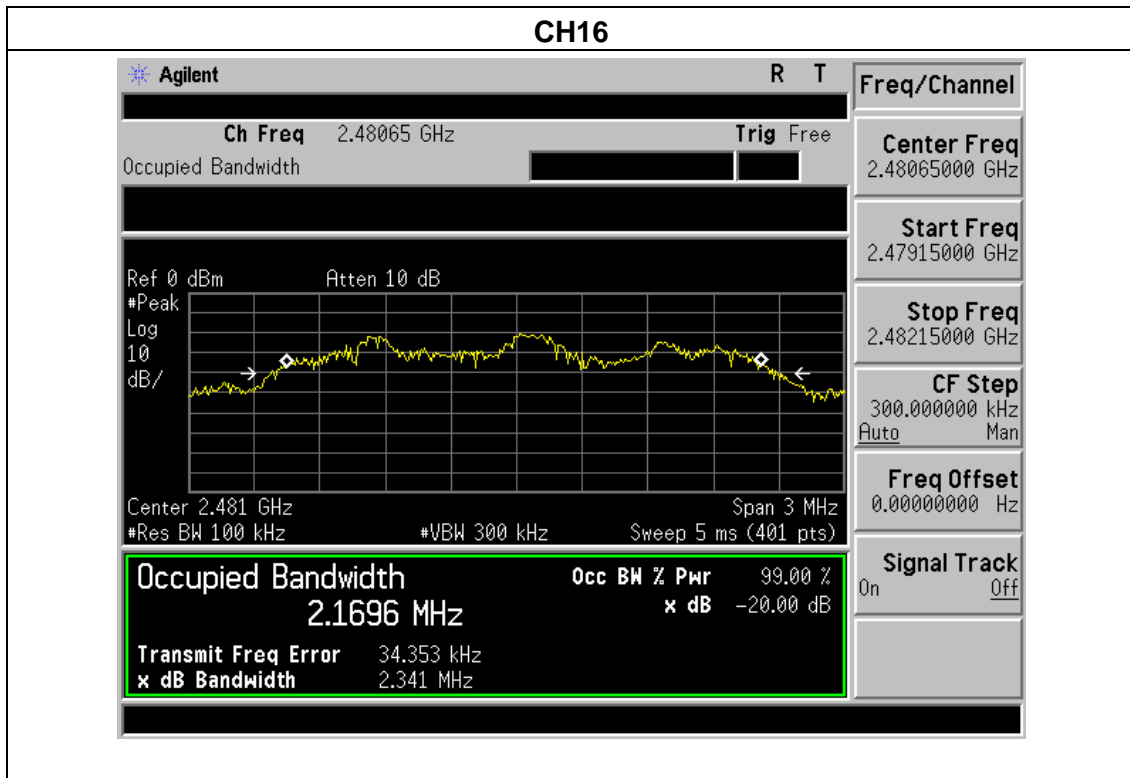 CH16
Agilent R T
Ch Freq 2.48065 GHz Trig Free
Occupied Bandwidth
Ref 0 dBm Atten 10 dB
#Peak
Log
10
dB/
Center 2.481 GHz Span 3 MHz
#Res BW 100 kHz #VBW 300 kHz Sweep 5 ms (401 pts)
Occupied Bandwidth
2.1696 MHz
Occ BW % Pwr 99.00 %
x dB -20.00 dB
Transmit Freq Error 34.353 kHz
x dB Bandwidth 2.341 MHz
Freq/Channel
Center Freq
2.48065000 GHz
Start Freq
2.47915000 GHz
Stop Freq
2.48215000 GHz
CF Step
300.000000 kHz
Auto Man
Freq Offset
0.00000000 Hz
Signal Track
On Off